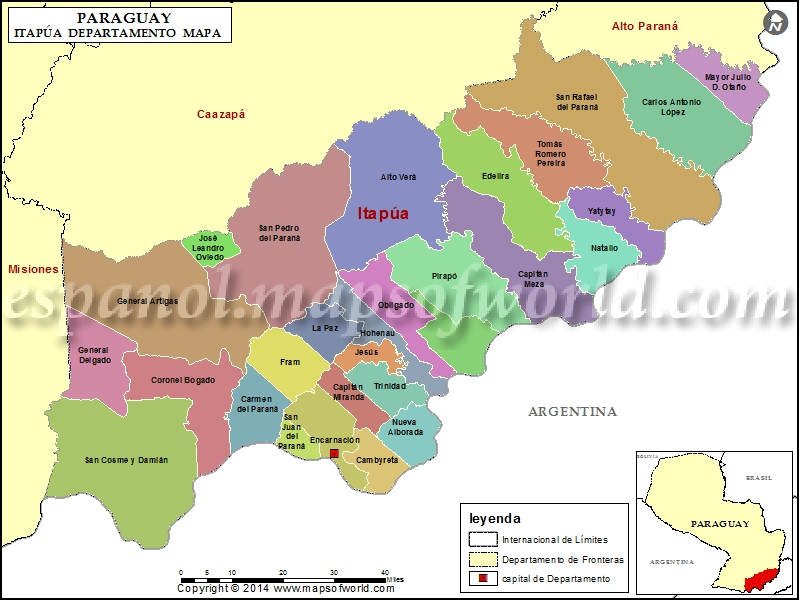 PARAGUAY
ITAPÚA DEPARTAMENTO MAPA
Alto Paraná
Mayor Julio
D. Otaño
San Rafael
del Paraná
Carlos Antonio
López
Caazapá
Tomás
Romero
Pereira
Alto Verá
Edelira
Itapúa
Yatytay
San Pedro
del Paraná
José
Leandro
Oviedo
Natalio
Misiones
Pirapó
Capitán
Meza
General Artigas
Obligado
espanol.mapsofworld.com
La Paz
Hohenau
General
Delgado
Jesús
Fram
Coronel Bogado
Capitán
Miranda
Trinidad
Carmen
del Paraná
San
Juan
del
Paraná
Nueva
Alborada
ARGENTINA
Encarnación
San Cosme y Damián
Cambyreta
leyenda
Internacional de Límites
Departamento de Fronteras
capital de Departamento
BOLIVIA
BRASIL
PARAGUAY
ARGENTINA
0 5 10 20 30 40
Miles
Copyright © 2014 www.mapsofworld.com